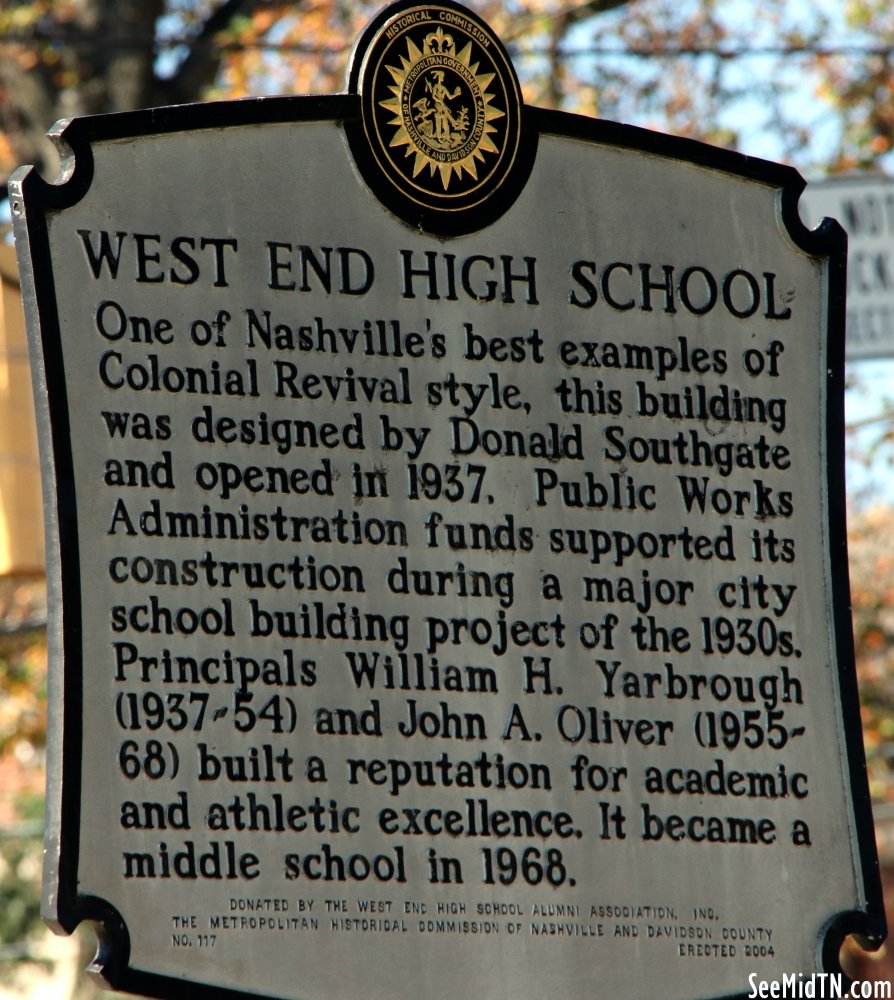 HISTORICAL COMMISSION
METROPOLITAN GOVERNMENT
OF NASHVILLE AND DAVIDSON COUNTY
WEST END HIGH SCHOOL
One of Nashville's best examples of
Colonial Revival style, this building
was designed by Donald Southgate
and opened in 1937. Public Works
Administration funds supported its
construction during a major city
school building project of the 1930s.
Principals William H. Yarbrough
(1937-54) and John A. Oliver (1955-
68) built a reputation for academic
and athletic excellence. It became a
middle school in 1968.
DONATED BY THE WEST END HIGH SCHOOL ALUMNI ASSOCIATION, INC.
THE METROPOLITAN HISTORICAL COMMISSION OF NASHVILLE AND DAVIDSON COUNTY
NO. 117 ERECTED 2004
SeeMidTN.com